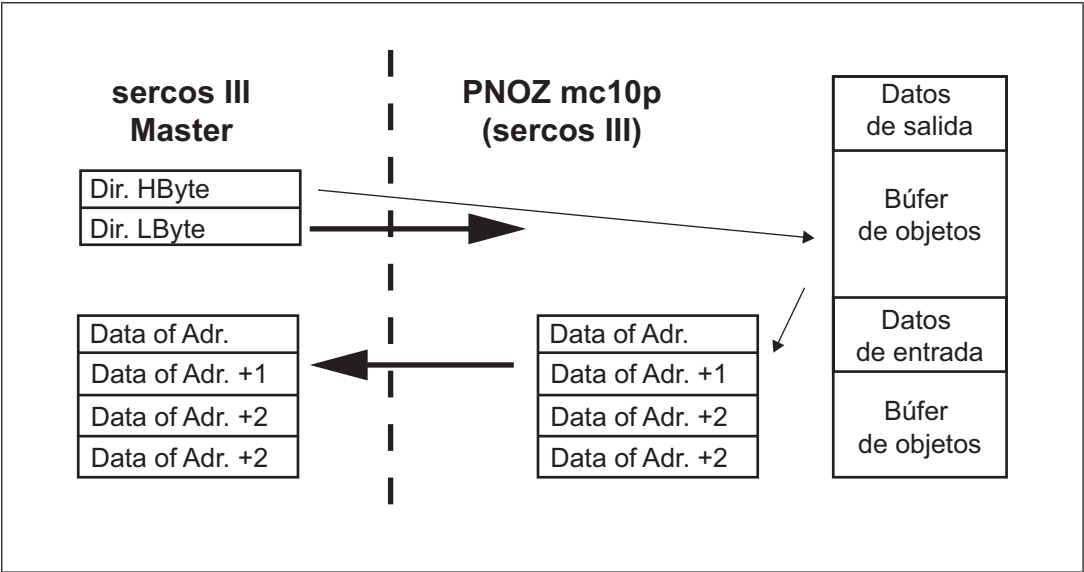 sercos III
Master
Dir. HByte
Dir. LByte
Data of Adr.
Data of Adr. +1
Data of Adr. +2
Data of Adr. +2
PNOZ mc10p
(sercos III)
Data of Adr.
Data of Adr. +1
Data of Adr. +2
Data of Adr. +2
Datos
de salida
Búfer
de objetos
Datos
de entrada
Búfer
de objetos